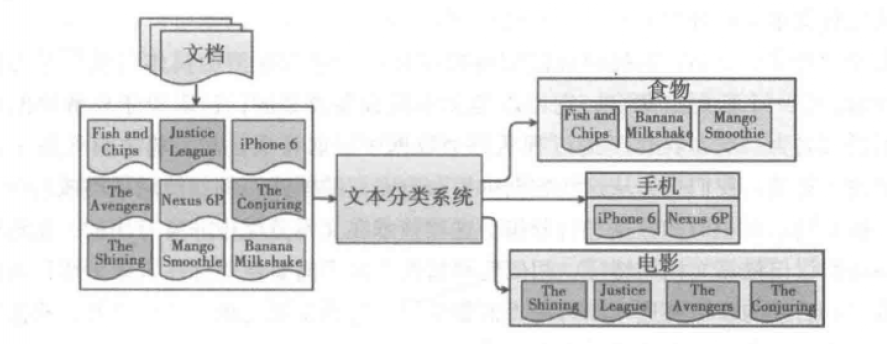 文档
Fish and
Chips
Justice
League
iPhone 6
The
Avengers
Nexus 6P
The
Conjuring
The
Shining
Mango
Smoothle
Banana
Milkshake
文本分类系统
食物
Fish and
Chips
Banana
Milkshake
Mango
Smoothie
手机
iPhone 6
Nexus 6P
电影
The
Shining
Justice
League
The
Avengers
The
Conjuring